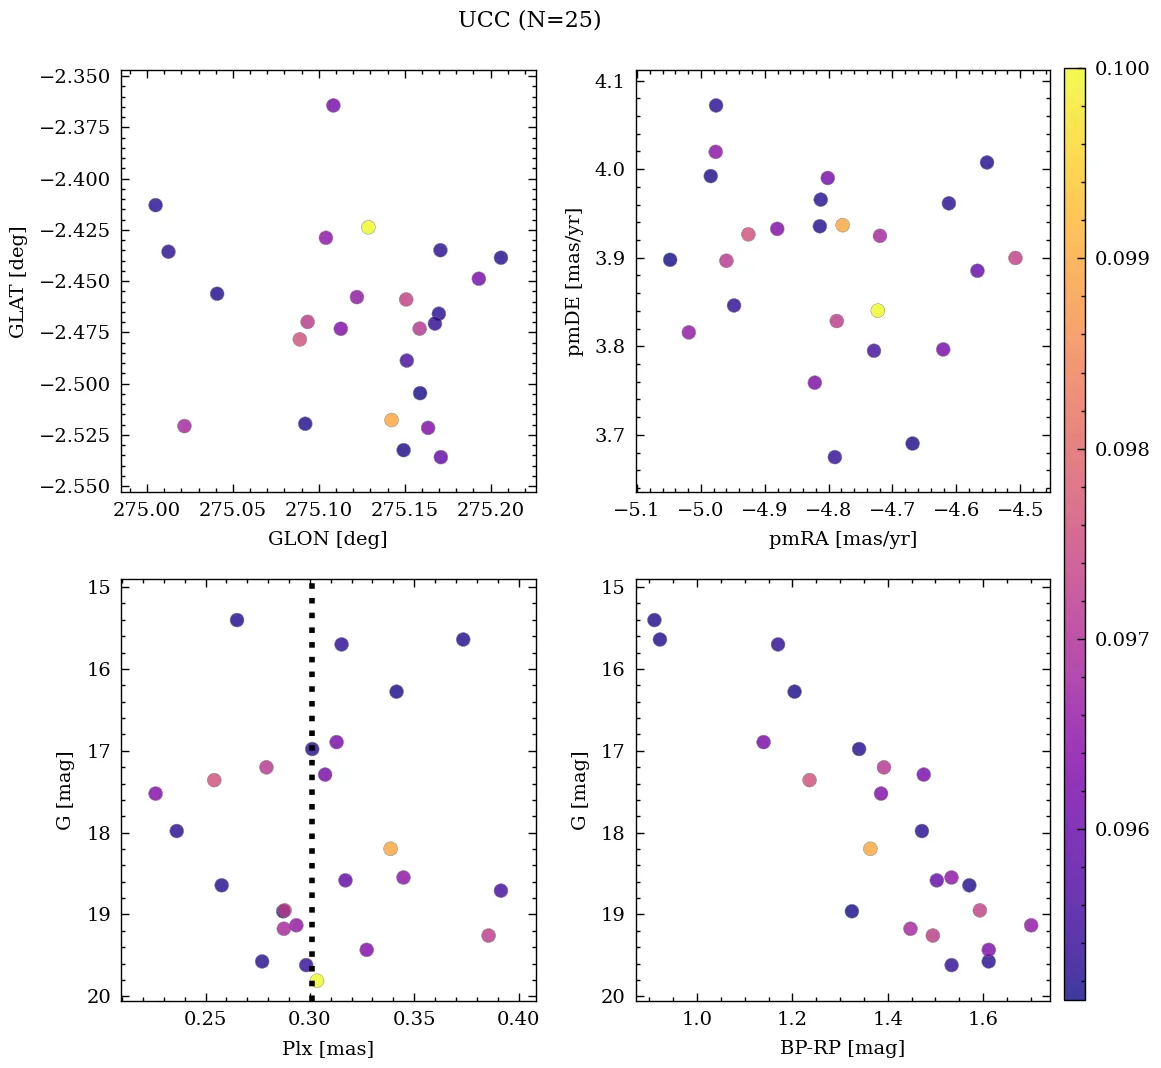 UCC (N=25)
−2.350
−2.375
−2.400
−2.425
−2.450
−2.475
−2.500
−2.525
−2.550
GLAT [deg]
275.00 275.05 275.10 275.15 275.20
GLON [deg]
4.1
4.0
3.9
3.8
3.7
pmDE [mas/yr]
−5.1 −5.0 −4.9 −4.8 −4.7 −4.6 −4.5
pmRA [mas/yr]
15
16
17
18
19
20
G [mag]
0.25 0.30 0.35 0.40
Plx [mas]
15
16
17
18
19
20
G [mag]
1.0 1.2 1.4 1.6
BP-RP [mag]
0.100
0.099
0.098
0.097
0.096